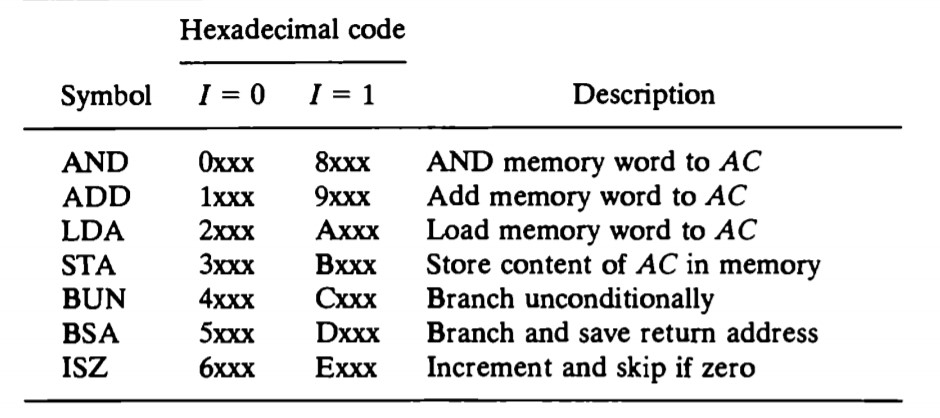 Hexadecimal code
Symbol I = 0 I = 1 Description
AND 0xxx 8xxx AND memory word to AC
ADD 1xxx 9xxx Add memory word to AC
LDA 2xxx Axxx Load memory word to AC
STA 3xxx Bxxx Store content of AC in memory
BUN 4xxx Cxxx Branch unconditionally
BSA 5xxx Dxxx Branch and save return address
ISZ 6xxx Exxx Increment and skip if zero